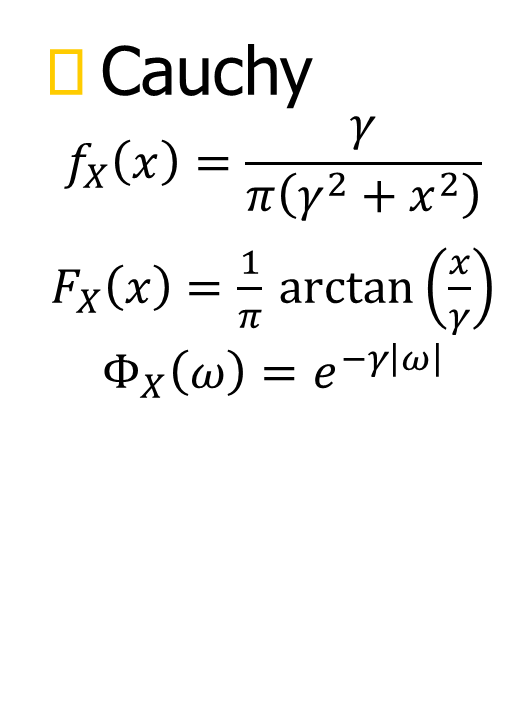 Cauchy
f_X(x) = γ / (π(γ² + x²))
F_X(x) = 1/π arctan (x/γ)
Φ_X(ω) = e^{−γ|ω|}